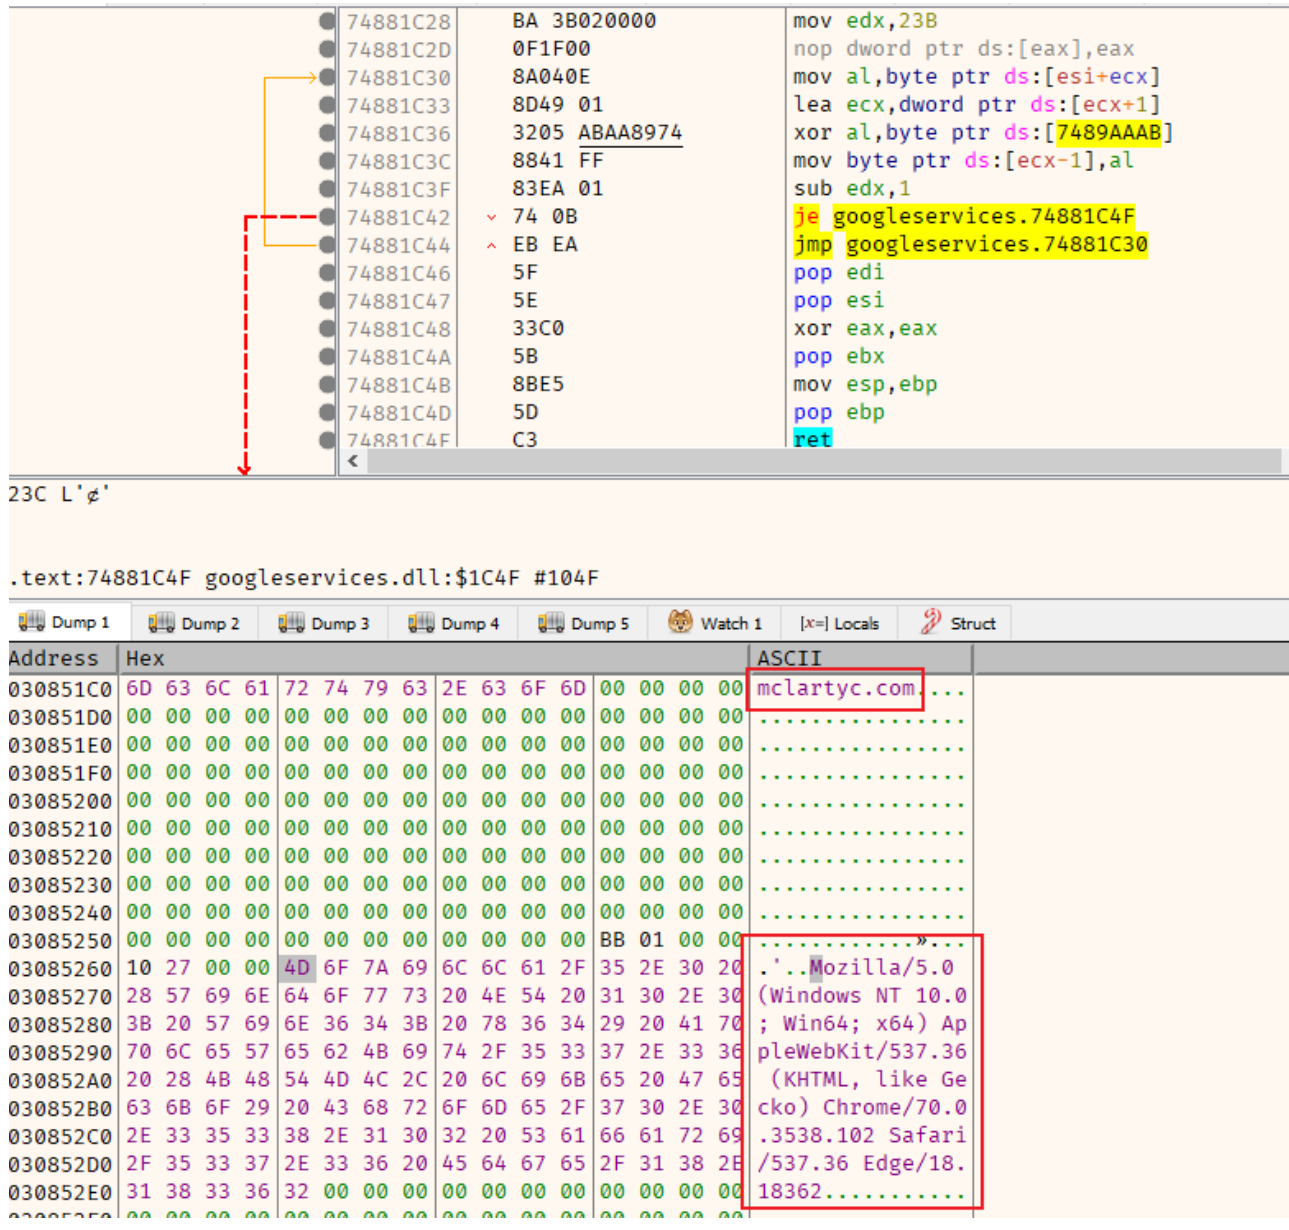 74881C28 BA 3B020000 mov edx,23B
74881C2D 0F1F00 nop dword ptr ds:[eax],eax
74881C30 8A040E mov al,byte ptr ds:[esi+ecx]
74881C33 8D49 01 lea ecx,dword ptr ds:[ecx+1]
74881C36 3205 ABAA8974 xor al,byte ptr ds:[7489AAAB]
74881C3C 8841 FF mov byte ptr ds:[ecx-1],al
74881C3F 83EA 01 sub edx,1
74881C42 74 0B je googleservices.74881C4F
74881C44 EB EA jmp googleservices.74881C30
74881C46 5F pop edi
74881C47 5E pop esi
74881C48 33C0 xor eax,eax
74881C4A 5B pop ebx
74881C4B 8BE5 mov esp,ebp
74881C4D 5D pop ebp
74881C4E C3 ret
23C L'ȼ'
.text:74881C4F googleservices.dll:$1C4F #104F
Dump 1 Dump 2 Dump 3 Dump 4 Dump 5 Watch 1 [x=] Locals Struct
Address Hex ASCII
030851C0 6D 63 6C 61 72 74 79 63 2E 63 6F 6D 00 00 00 00 mclartyc.com....
030851D0 00 00 00 00 00 00 00 00 00 00 00 00 00 00 00 00 ................
030851E0 00 00 00 00 00 00 00 00 00 00 00 00 00 00 00 00 ................
030851F0 00 00 00 00 00 00 00 00 00 00 00 00 00 00 00 00 ................
03085200 00 00 00 00 00 00 00 00 00 00 00 00 00 00 00 00 ................
03085210 00 00 00 00 00 00 00 00 00 00 00 00 00 00 00 00 ................
03085220 00 00 00 00 00 00 00 00 00 00 00 00 00 00 00 00 ................
03085230 00 00 00 00 00 00 00 00 00 00 00 00 00 00 00 00 ................
03085240 00 00 00 00 00 00 00 00 00 00 00 00 00 00 00 00 ................
03085250 00 00 00 00 00 00 00 00 00 00 00 00 BB 01 00 00 ............»...
03085260 10 27 00 00 4D 6F 7A 69 6C 6C 61 2F 35 2E 30 20 .'..Mozilla/5.0
03085270 28 57 69 6E 64 6F 77 73 20 4E 54 20 31 30 2E 30 (Windows NT 10.0
03085280 3B 20 57 69 6E 36 34 3B 20 78 36 34 29 20 41 70 ; Win64; x64) Ap
03085290 70 6C 65 57 65 62 4B 69 74 2F 35 33 37 2E 33 36 pleWebKit/537.36
030852A0 20 28 4B 48 54 4D 4C 2C 20 6C 69 6B 65 20 47 65 (KHTML, like Ge
030852B0 63 6B 6F 29 20 43 68 72 6F 6D 65 2F 37 30 2E 30 cko) Chrome/70.0
030852C0 2E 33 35 33 38 2E 31 30 32 20 53 61 66 61 72 69 .3538.102 Safari
030852D0 2F 35 33 37 2E 33 36 20 45 64 67 65 2F 31 38 2E /537.36 Edge/18.
030852E0 31 38 33 36 32 00 00 00 00 00 00 00 00 00 00 00 18362...........